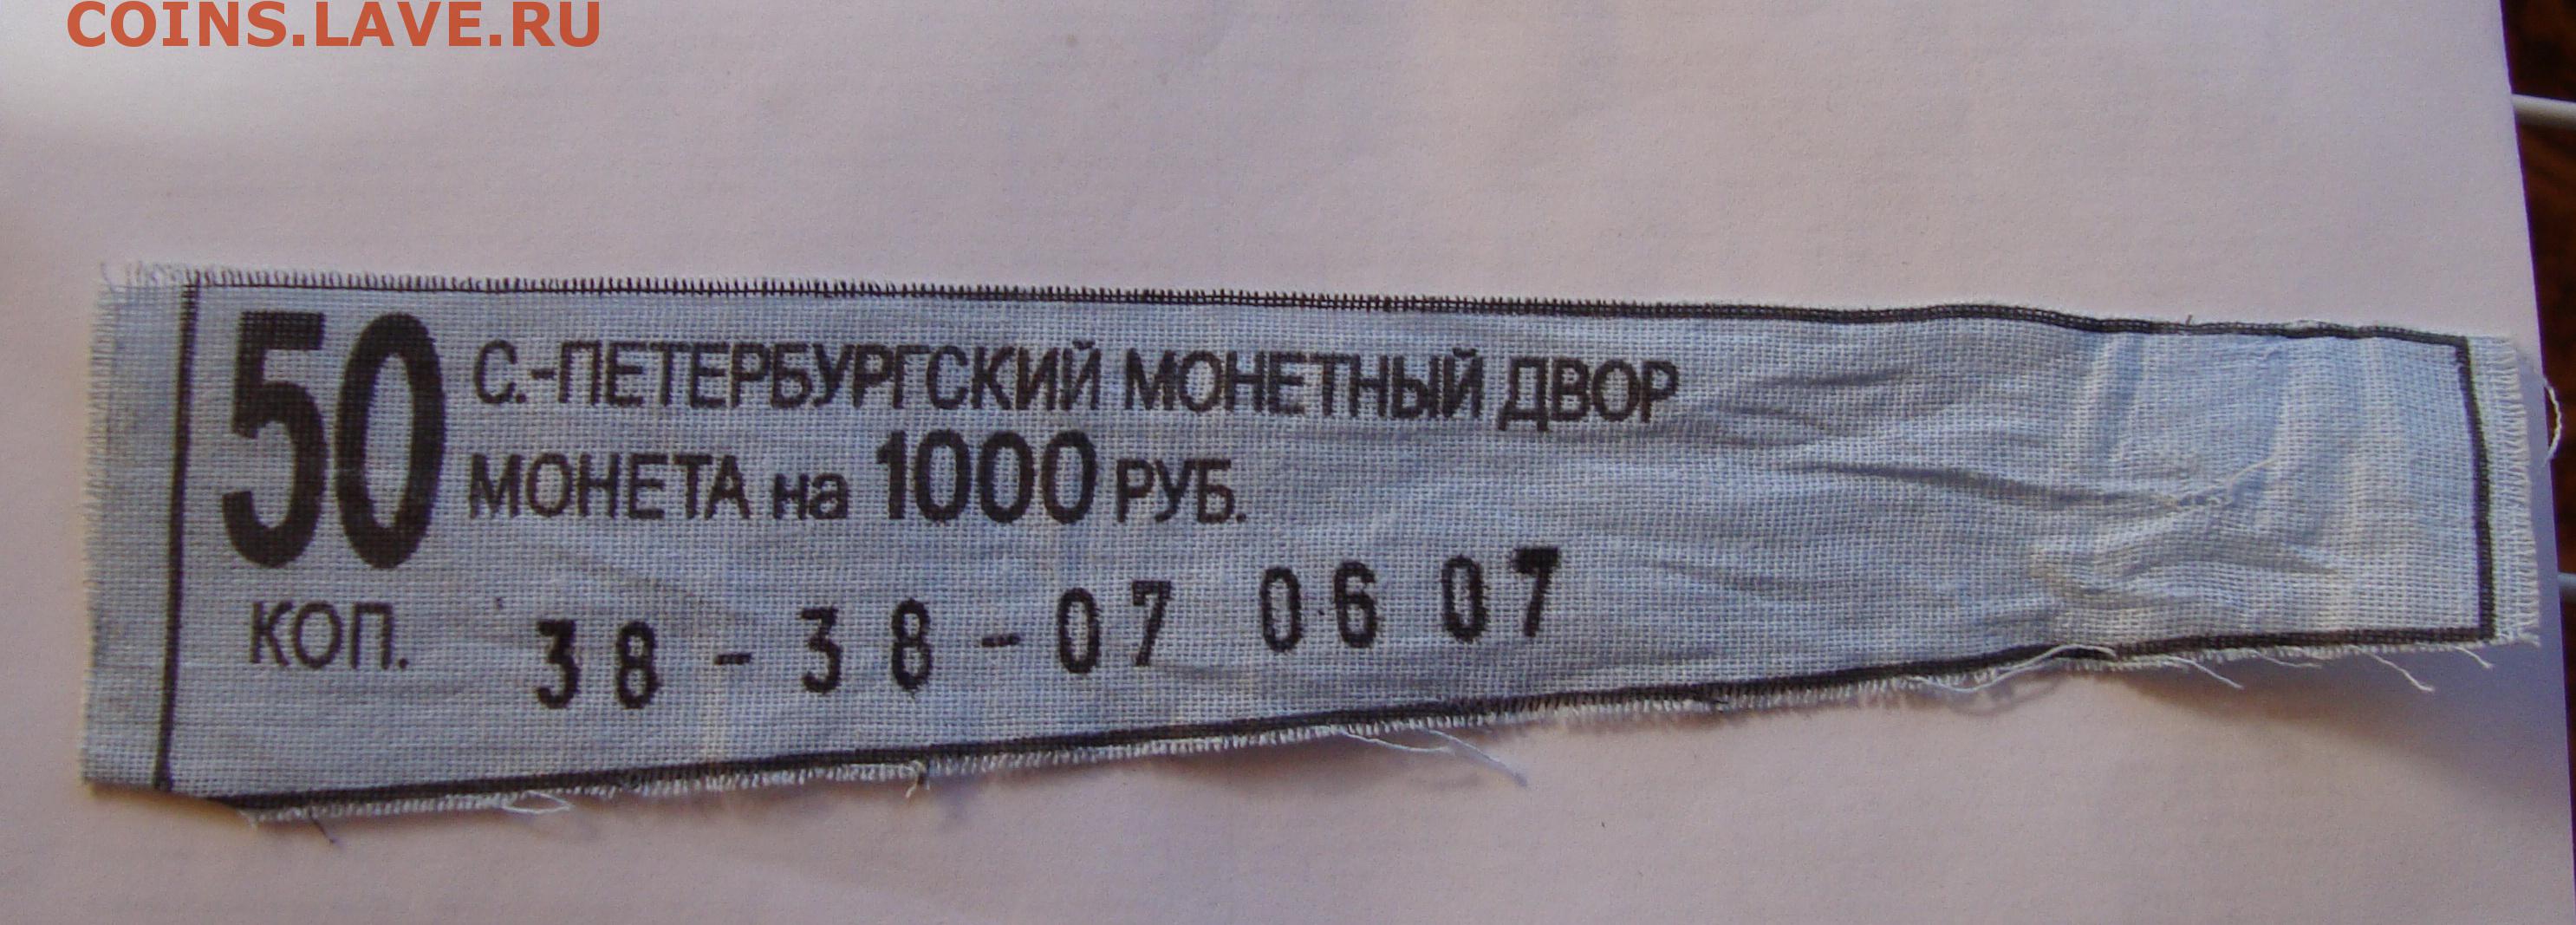 COINS.LAVE.RU
50 С.-ПЕТЕРБУРГСКИЙ МОНЕТНЫЙ ДВОР
МОНЕТА на 1000 РУБ.
КОП. 38-38-07 06 07